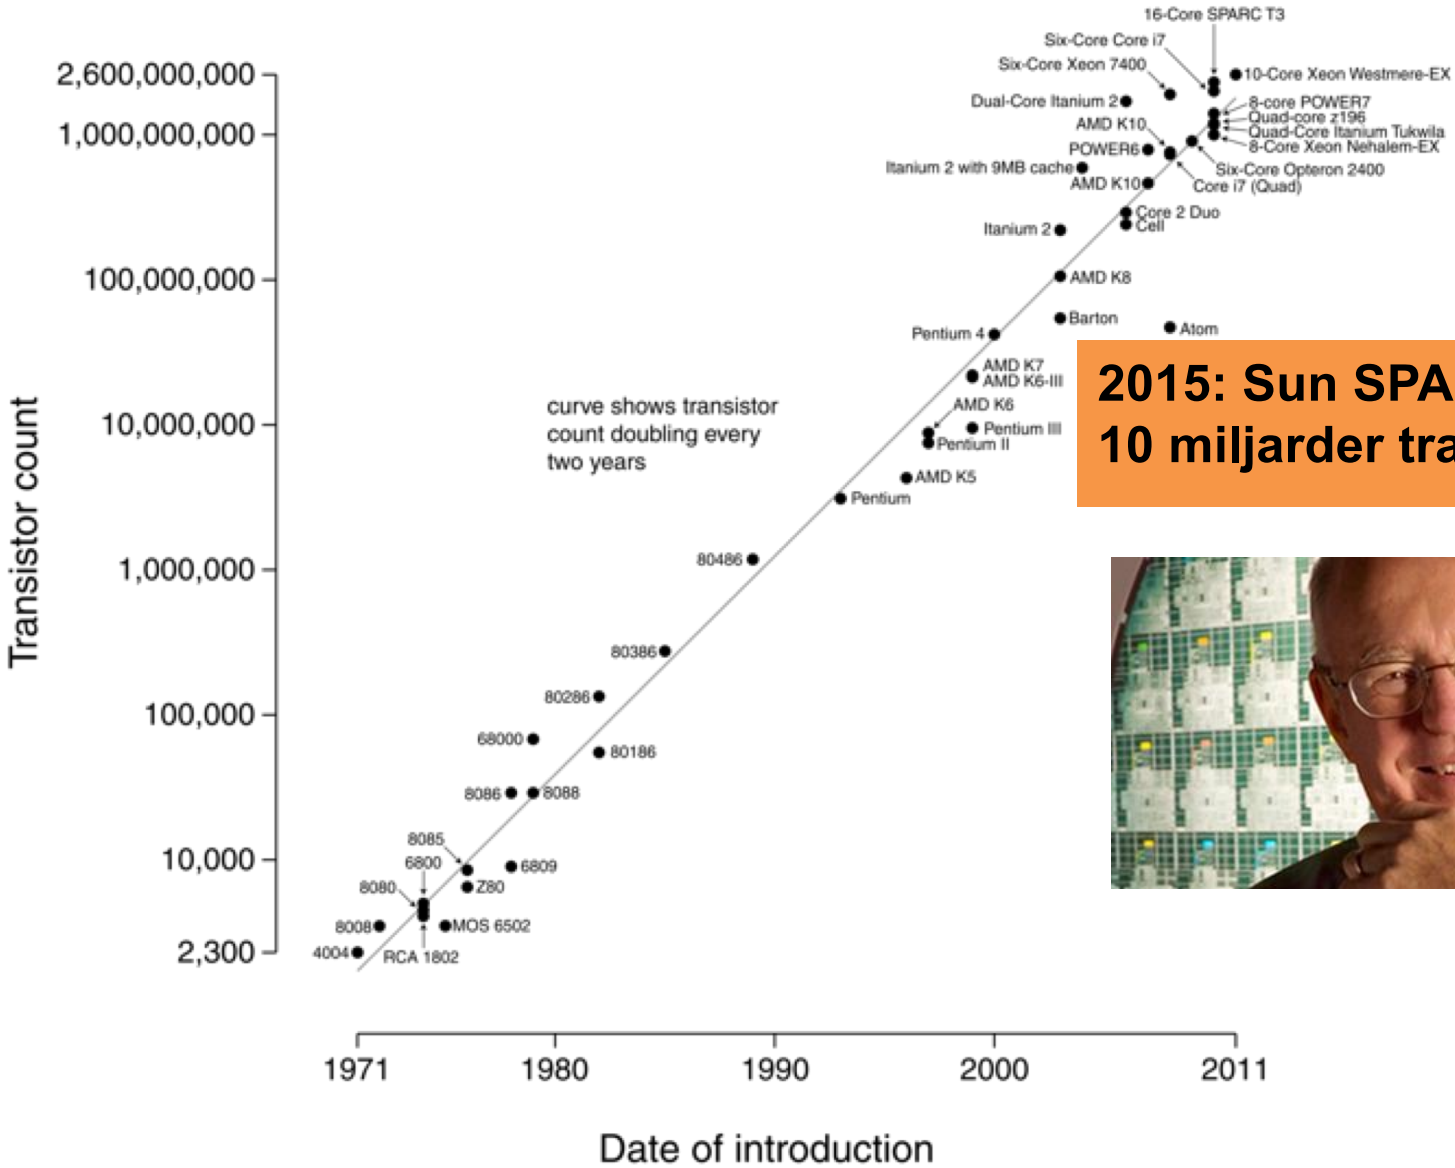 16-Core SPARC T3
Six-Core Core i7
Six-Core Xeon 7400
10-Core Xeon Westmere-EX
Dual-Core Itanium 2
8-core POWER7
Quad-core z196
AMD K10
Quad-Core Itanium Tukwila
POWER6
8-Core Xeon Nehalem-EX
Itanium 2 with 9MB cache
Six-Core Opteron 2400
AMD K10
Core i7 (Quad)
Core 2 Duo
Cell
Itanium 2
AMD K8
Barton
Pentium 4
Atom
AMD K7
AMD K6-III
AMD K6
Pentium III
Pentium II
AMD K5
Pentium
80486
80386
80286
68000
80186
8086
8088
8085
6800
6809
8080
Z80
8008
MOS 6502
4004
RCA 1802
2,600,000,000
1,000,000,000
100,000,000
10,000,000
1,000,000
100,000
10,000
2,300
Transistor count
curve shows transistor
count doubling every
two years
2015: Sun
10 miljarder
1971
1980
1990
2000
2011
Date of introduction